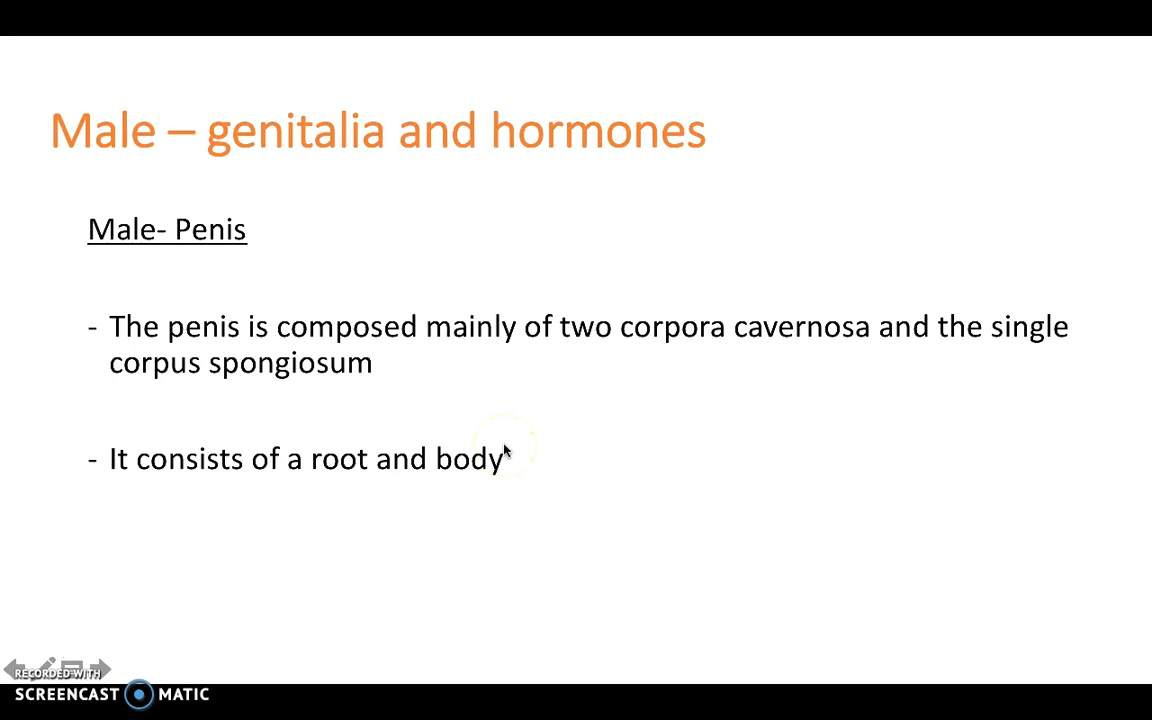 Male – genitalia and hormones
Male- Penis
- The penis is composed mainly of two corpora cavernosa and the single
corpus spongiosum
- It consists of a root and body
RECORDED WITH
SCREENCAST MATIC